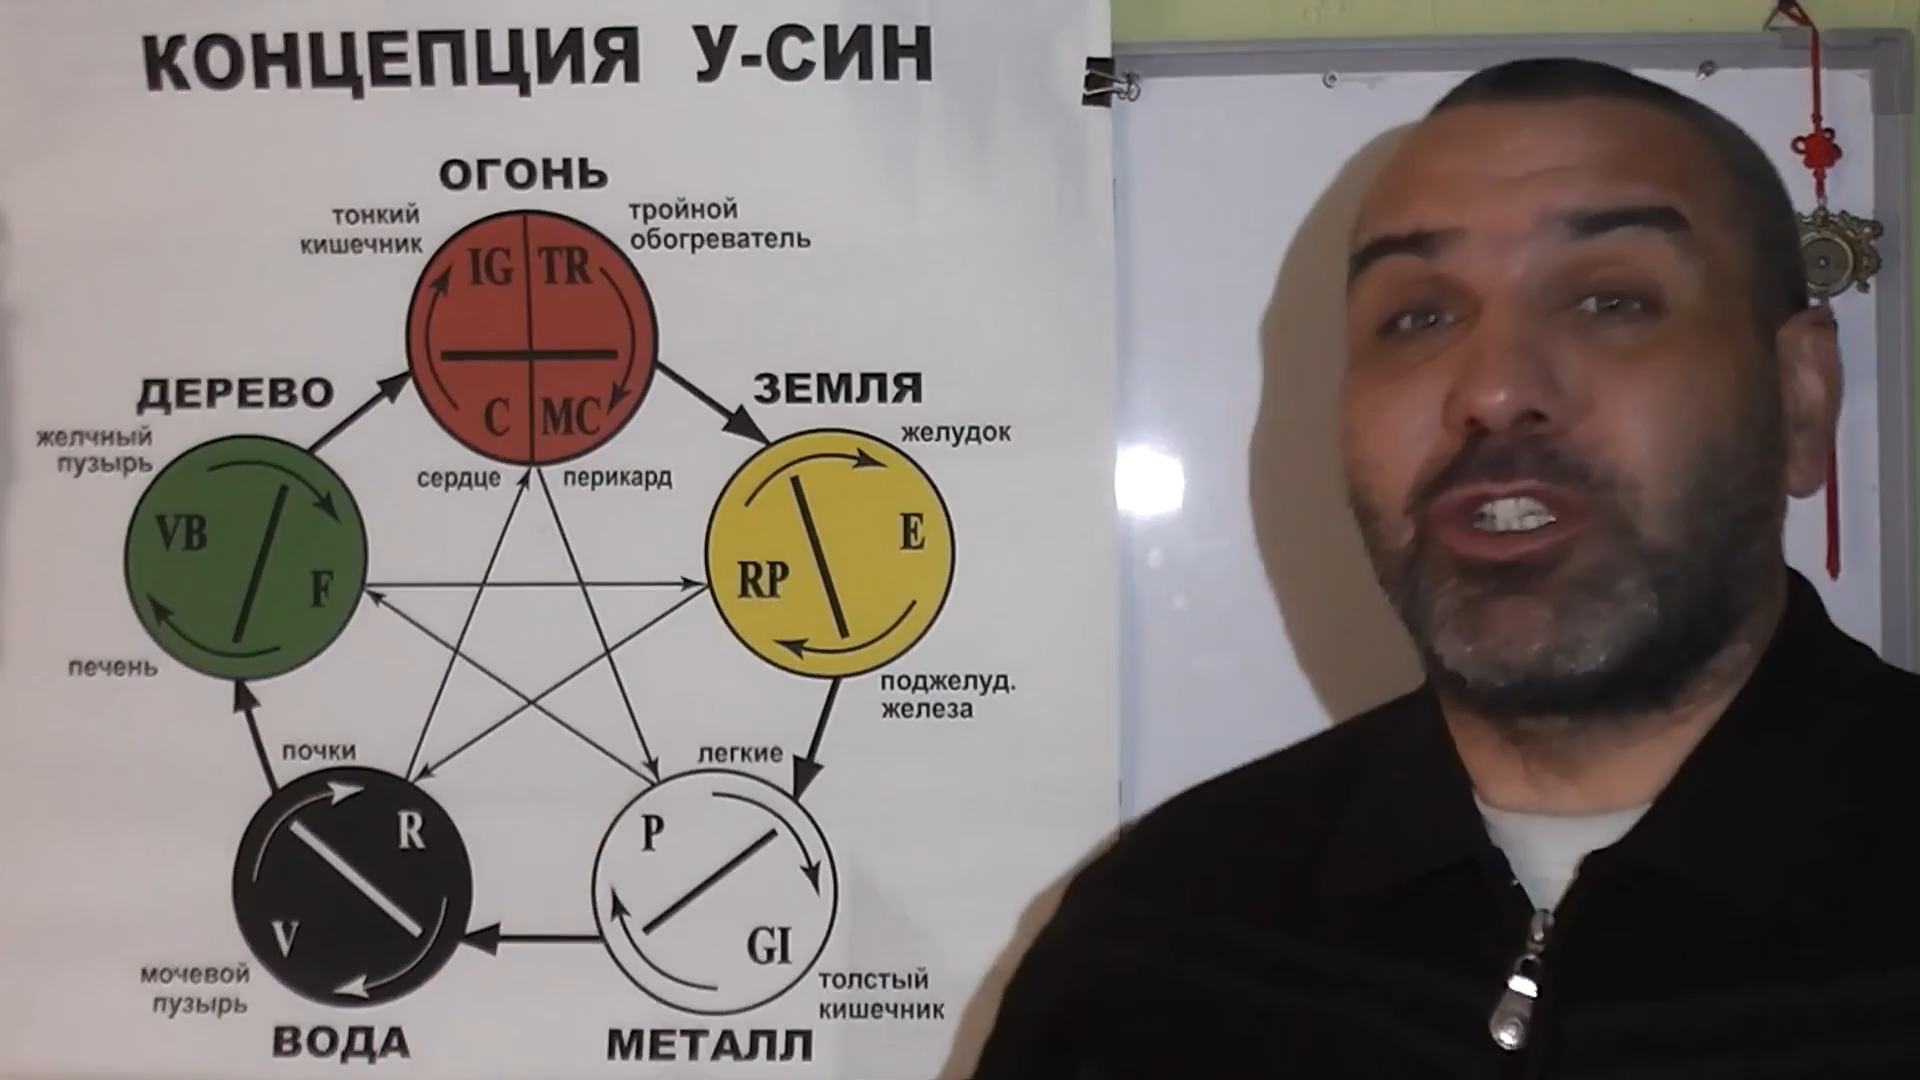 КОНЦЕПЦИЯ У-СИН
ОГОНЬ
тонкий
кишечник
тройной
обогреватель
IG
TR
C
MC
сердце
перикард
ДЕРЕВО
желчный
пузырь
VB
F
печень
ЗЕМЛЯ
желудок
E
RP
поджелуд.
железа
почки
R
V
мочевой
пузырь
ВОДА
легкие
P
GI
толстый
кишечник
МЕТАЛЛ